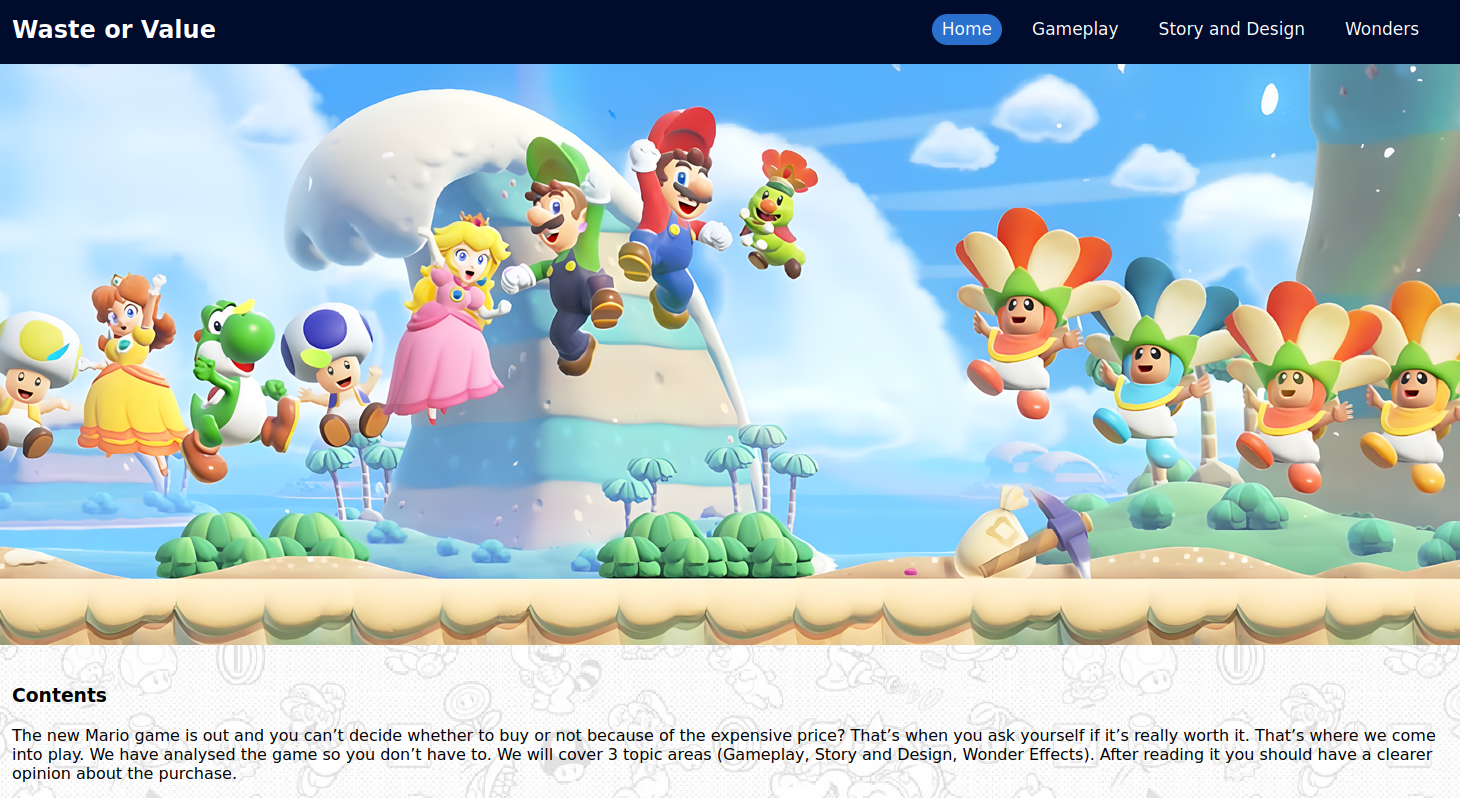 Waste or Value
Home Gameplay Story and Design Wonders
Contents
The new Mario game is out and you can’t decide whether to buy or not because of the expensive price? That’s when you ask yourself if it’s really worth it. That’s where we come
into play. We have analysed the game so you don’t have to. We will cover 3 topic areas (Gameplay, Story and Design, Wonder Effects). After reading it you should have a clearer
opinion about the purchase.